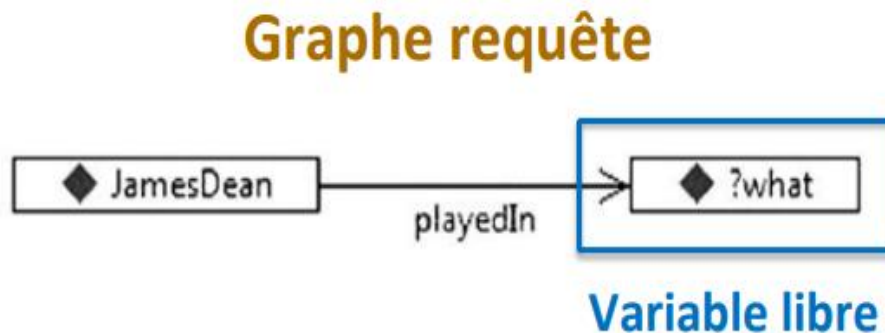 Graphe requête
JamesDean
?what
playedIn
Variable libre